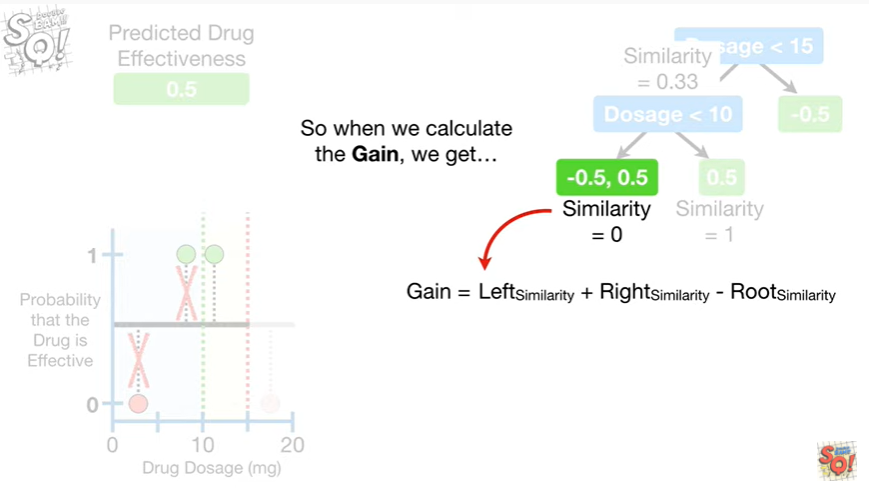 Predicted Drug
Effectiveness
0.5
So when we calculate
the Gain, we get...
Similarity
= 0.33
Dosage < 15
Dosage < 10
-0.5
-0.5, 0.5
0.5
Similarity
= 0
Similarity
= 1
Gain = LeftSimilarity + RightSimilarity - RootSimilarity
Probability
that the
Drug is
Effective
1
0
0
10
20
Drug Dosage (mg)
SQ!
SQ!